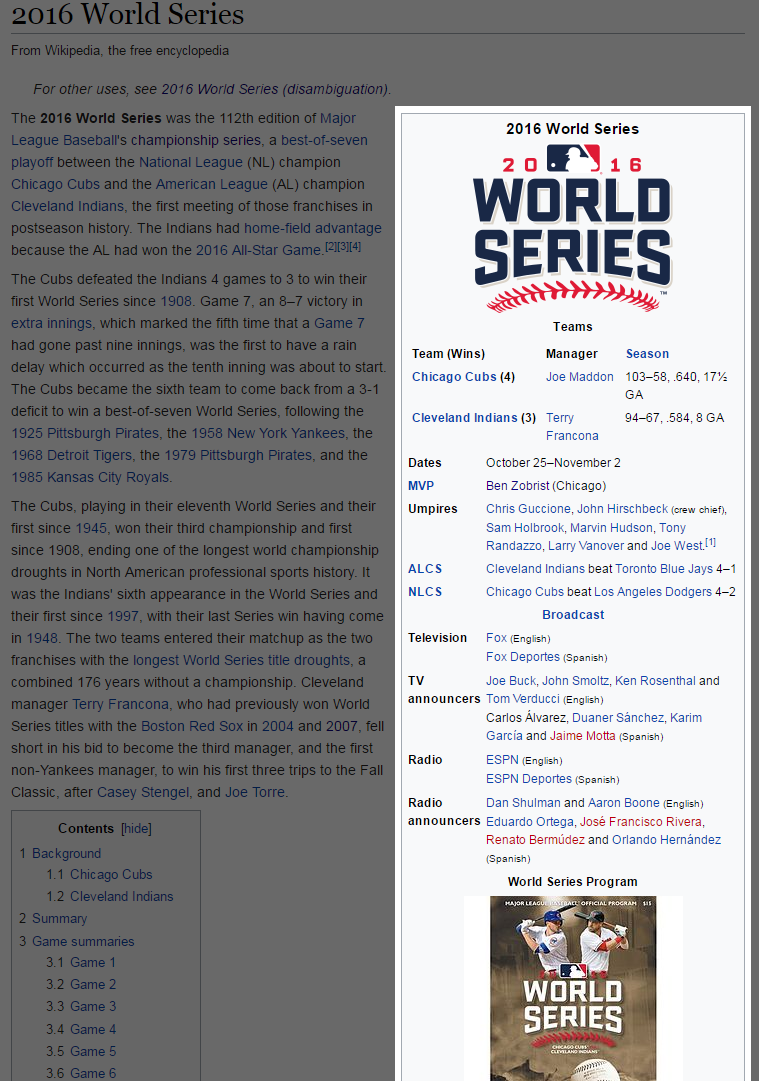 2016 World Series
From Wikipedia, the free encyclopedia
For other uses, see 2016 World Series (disambiguation).
The 2016 World Series was the 112th edition of Major
League Baseball's championship series, a best-of-seven
playoff between the National League (NL) champion
Chicago Cubs and the American League (AL) champion
Cleveland Indians, the first meeting of those franchises in
postseason history. The Indians had home-field advantage
because the AL had won the 2016 All-Star Game.[2][3][4]
The Cubs defeated the Indians 4 games to 3 to win their
first World Series since 1908. Game 7, an 8–7 victory in
extra innings, which marked the fifth time that a Game 7
had gone past nine innings, was the first to have a rain
delay which occurred as the tenth inning was about to start.
The Cubs became the sixth team to come back from a 3-1
deficit to win a best-of-seven World Series, following the
1925 Pittsburgh Pirates, the 1958 New York Yankees, the
1968 Detroit Tigers, the 1979 Pittsburgh Pirates, and the
1985 Kansas City Royals.
The Cubs, playing in their eleventh World Series and their
first since 1945, won their third championship and first
since 1908, ending one of the longest world championship
droughts in North American professional sports history. It
was the Indians' sixth appearance in the World Series and
their first since 1997, with their last Series win having come
in 1948. The two teams entered their matchup as the two
franchises with the longest World Series title droughts, a
combined 176 years without a championship. Cleveland
manager Terry Francona, who had previously won World
Series titles with the Boston Red Sox in 2004 and 2007, fell
short in his bid to become the third manager, and the first
non-Yankees manager, to win his first three trips to the Fall
Classic, after Casey Stengel, and Joe Torre.
Contents [hide]
1 Background
1.1 Chicago Cubs
1.2 Cleveland Indians
2 Summary
3 Game summaries
3.1 Game 1
3.2 Game 2
3.3 Game 3
3.4 Game 4
3.5 Game 5
3.6 Game 6
2016 World Series
2016
WORLD
SERIES
™
Teams
Team (Wins) Manager Season
Chicago Cubs (4) Joe Maddon 103–58, .640, 17½
GA
Cleveland Indians (3) Terry 94–67, .584, 8 GA
Francona
Dates October 25–November 2
MVP Ben Zobrist (Chicago)
Umpires Chris Guccione, John Hirschbeck (crew chief),
Sam Holbrook, Marvin Hudson, Tony
Randazzo, Larry Vanover and Joe West.[1]
ALCS Cleveland Indians beat Toronto Blue Jays 4–1
NLCS Chicago Cubs beat Los Angeles Dodgers 4–2
Broadcast
Television Fox (English)
Fox Deportes (Spanish)
TV Joe Buck, John Smoltz, Ken Rosenthal and
announcers Tom Verducci (English)
Carlos Álvarez, Duaner Sánchez, Karim
García and Jaime Motta (Spanish)
Radio ESPN (English)
ESPN Deportes (Spanish)
Radio Dan Shulman and Aaron Boone (English)
announcers Eduardo Ortega, José Francisco Rivera,
Renato Bermúdez and Orlando Hernández
(Spanish)
World Series Program
MAJOR LEAGUE BASEBALL OFFICIAL PROGRAM $15
2016
WORLD
SERIES
CHICAGO CUBS
CLEVELAND INDIANS